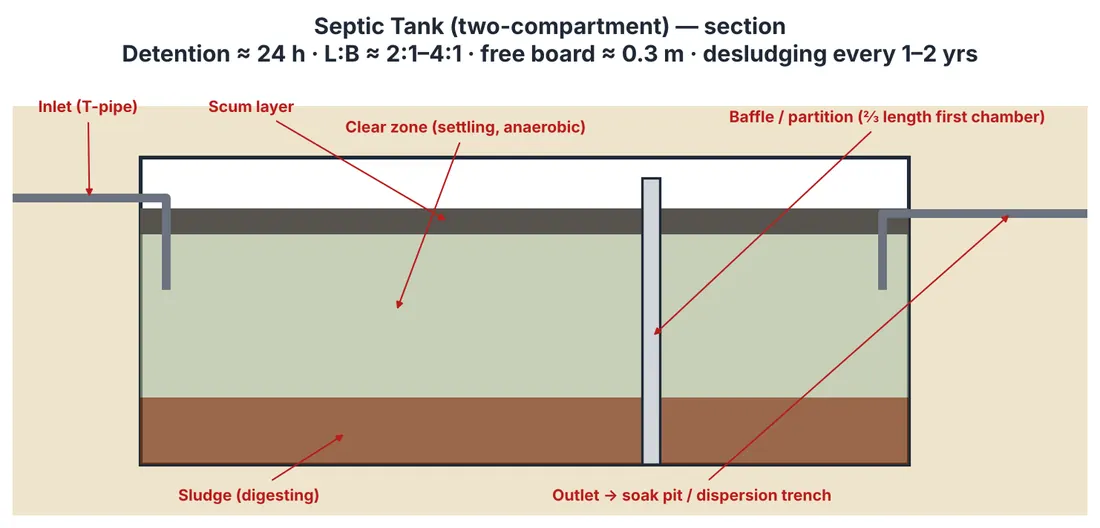 Septic Tank (two-compartment) — section
Detention ≈ 24 h · L:B ≈ 2:1–4:1 · free board ≈ 0.3 m · desludging every 1–2 yrs
Inlet (T-pipe)
Scum layer
Clear zone (settling, anaerobic)
Baffle / partition (⅔ length first chamber)
Sludge (digesting)
Outlet → soak pit / dispersion trench